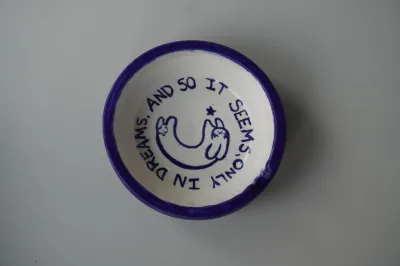 AND SO IT SEEMS, ONLY IN DREAMS,